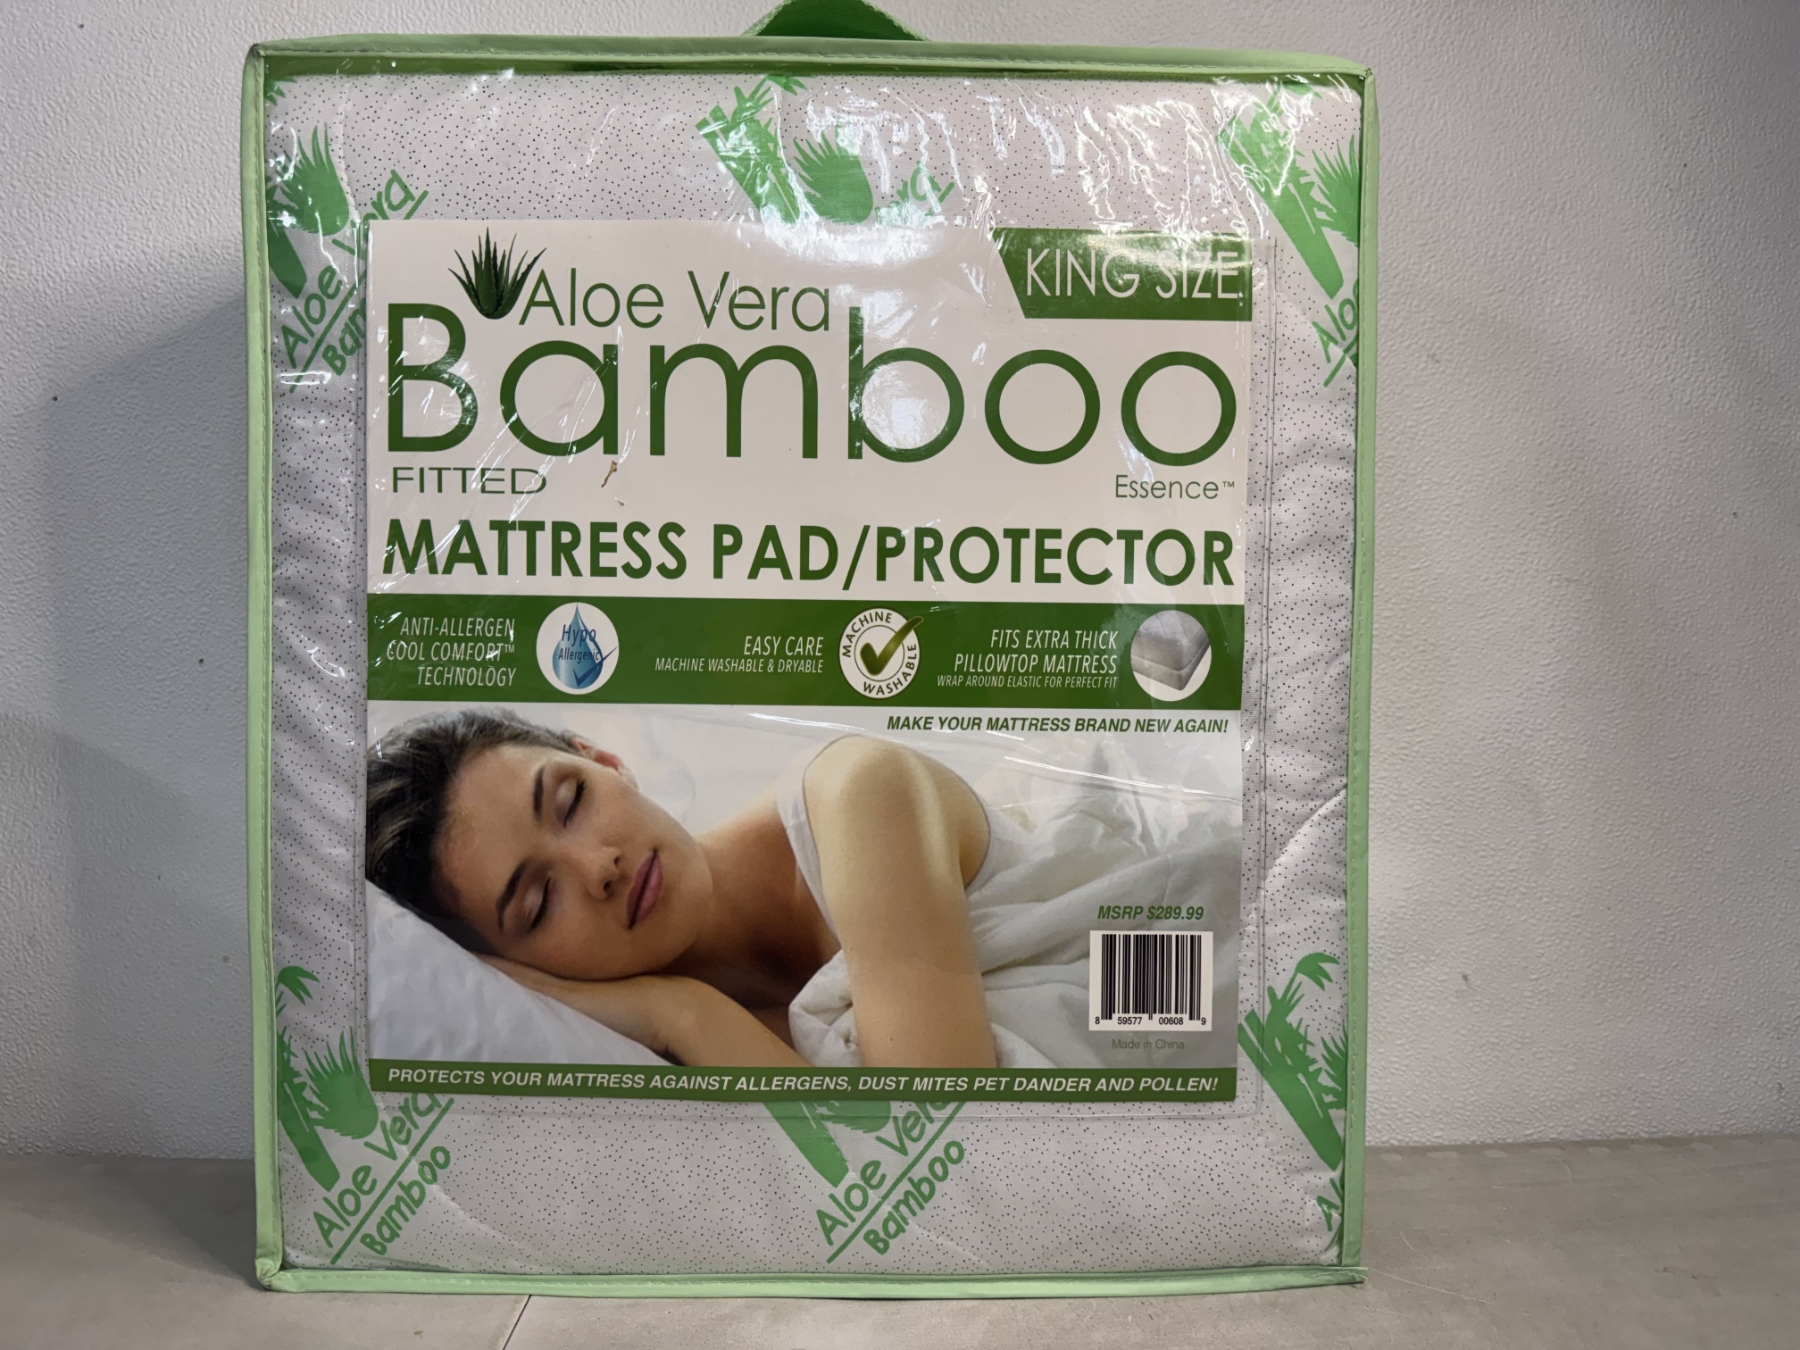 Aloe Vera
KING SIZE
Bamboo
FITTED
Essence™
MATTRESS PAD/PROTECTOR
ANTI-ALLERGEN
COOL COMFORT™
TECHNOLOGY
Hypo
Allergenic
EASY CARE
MACHINE WASHABLE & DRYABLE
MACHINE
WASHABLE
FITS EXTRA THICK
PILLOWTOP MATTRESS
WRAP AROUND ELASTIC FOR PERFECT FIT
MAKE YOUR MATTRESS BRAND NEW AGAIN!
MSRP $289.99
8 59577 00608 9
Made in China
PROTECTS YOUR MATTRESS AGAINST ALLERGENS, DUST MITES PET DANDER AND POLLEN!
Aloe Vera
Bamboo
Aloe Vera
Bamboo